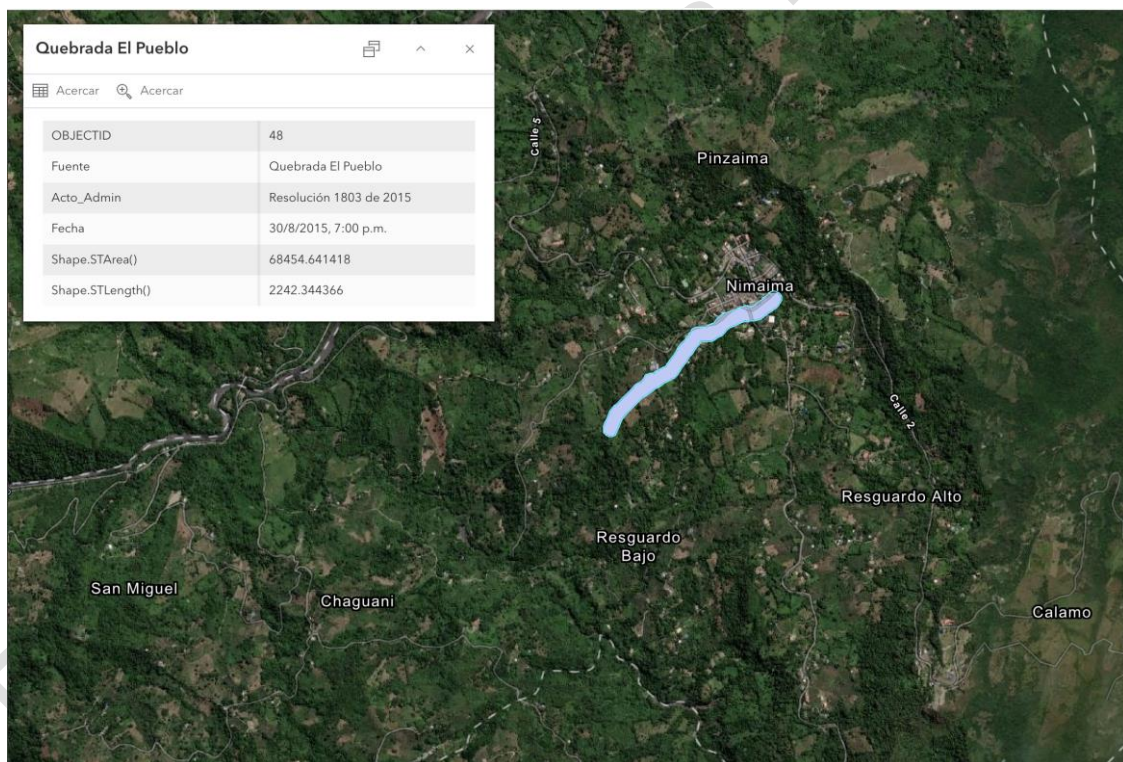 Quebrada El Pueblo
Acercar Acercar
OBJECTID 48
Fuente Quebrada El Pueblo
Acto_Admin Resolución 1803 de 2015
Fecha 30/8/2015, 7:00 p.m.
Shape.STArea() 68454.641418
Shape.STLength() 2242.344366
Calle 5
Pinzaima
Nimaima
Calle 2
Resguardo Alto
Resguardo
Bajo
San Miguel
Chaguani
Calamo